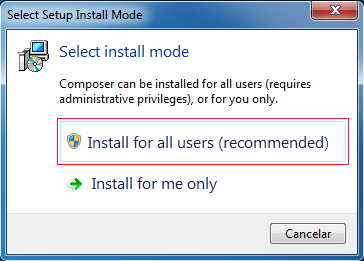 Select Setup Install Mode
Select install mode
Composer can be installed for all users (requires
administrative privileges), or for you only.
Install for all users (recommended)
Install for me only
Cancelar